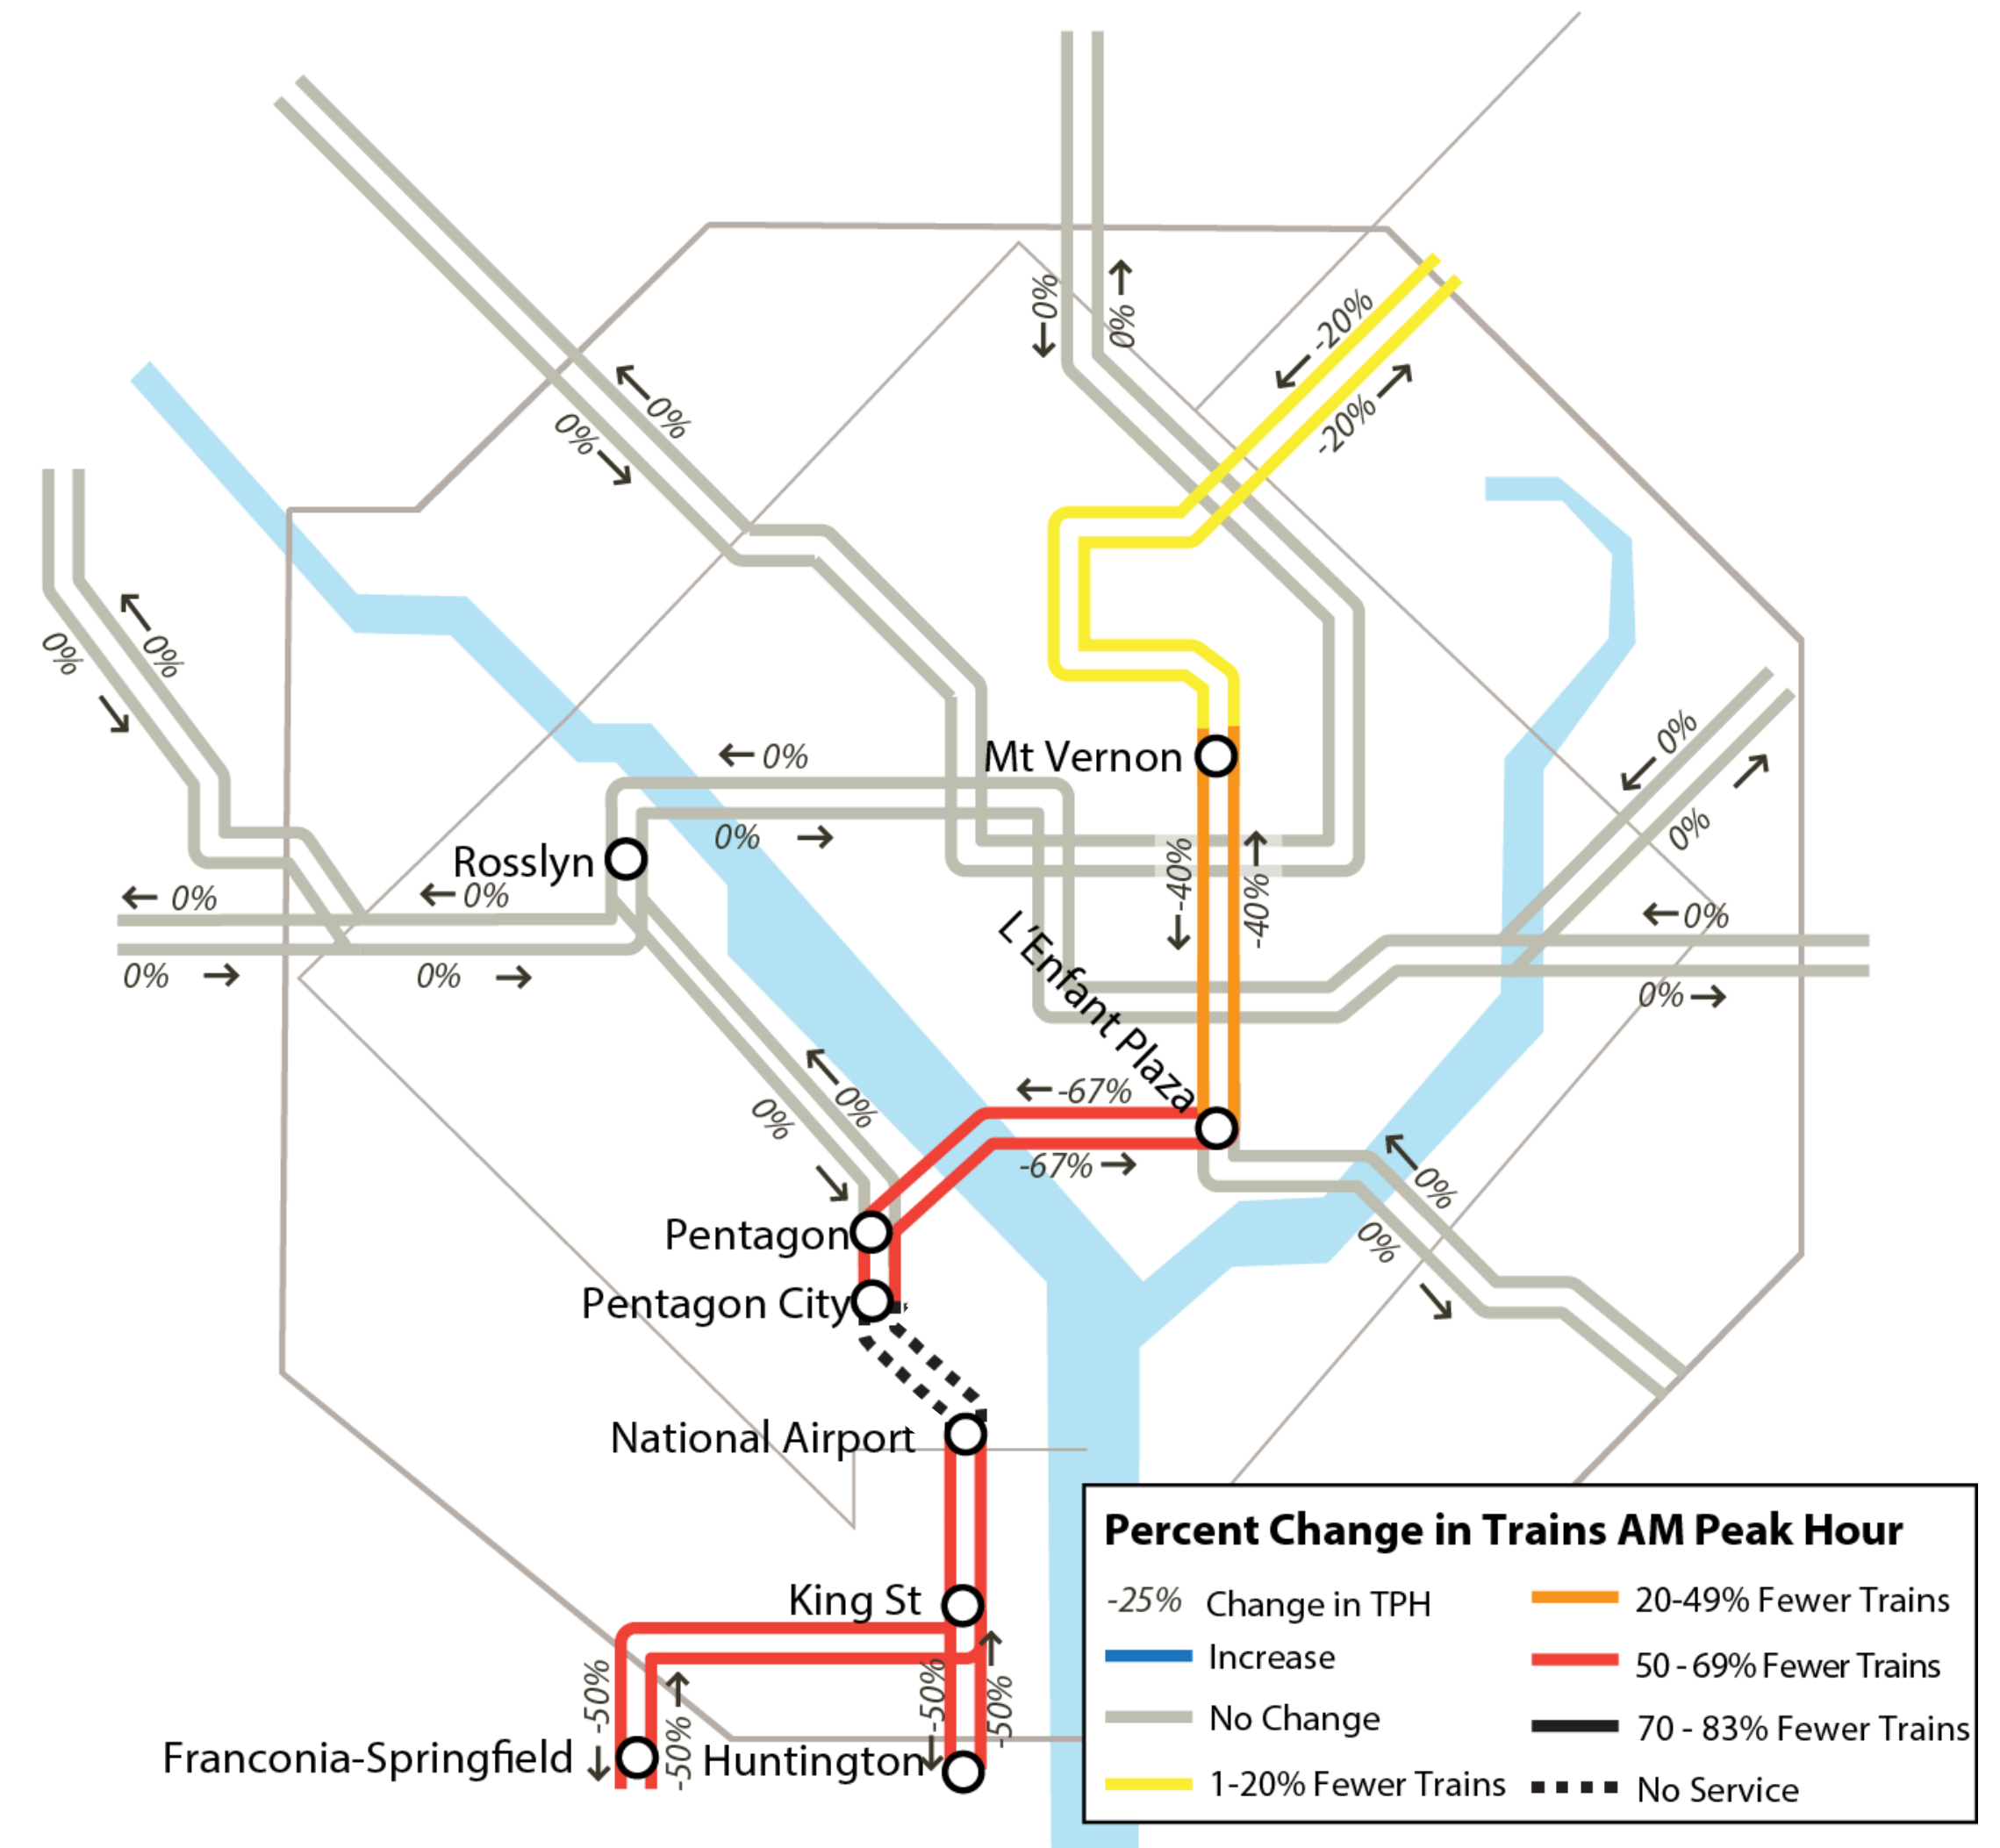 0%
0%
-20%
-20%
0%
0%
0%
0%
0%
0%
Mt Vernon
0%
0%
Rosslyn
0%
0%
0%
0%
-40%
-40%
0%
0%
L'Enfant Plaza
0%
0%
-67%
-67%
0%
0%
Pentagon
Pentagon City
National Airport
King St
-50%
-50%
-50%
-50%
Franconia-Springfield
Huntington
Percent Change in Trains AM Peak Hour
-25% Change in TPH
Increase
No Change
1-20% Fewer Trains
20-49% Fewer Trains
50 - 69% Fewer Trains
70 - 83% Fewer Trains
No Service